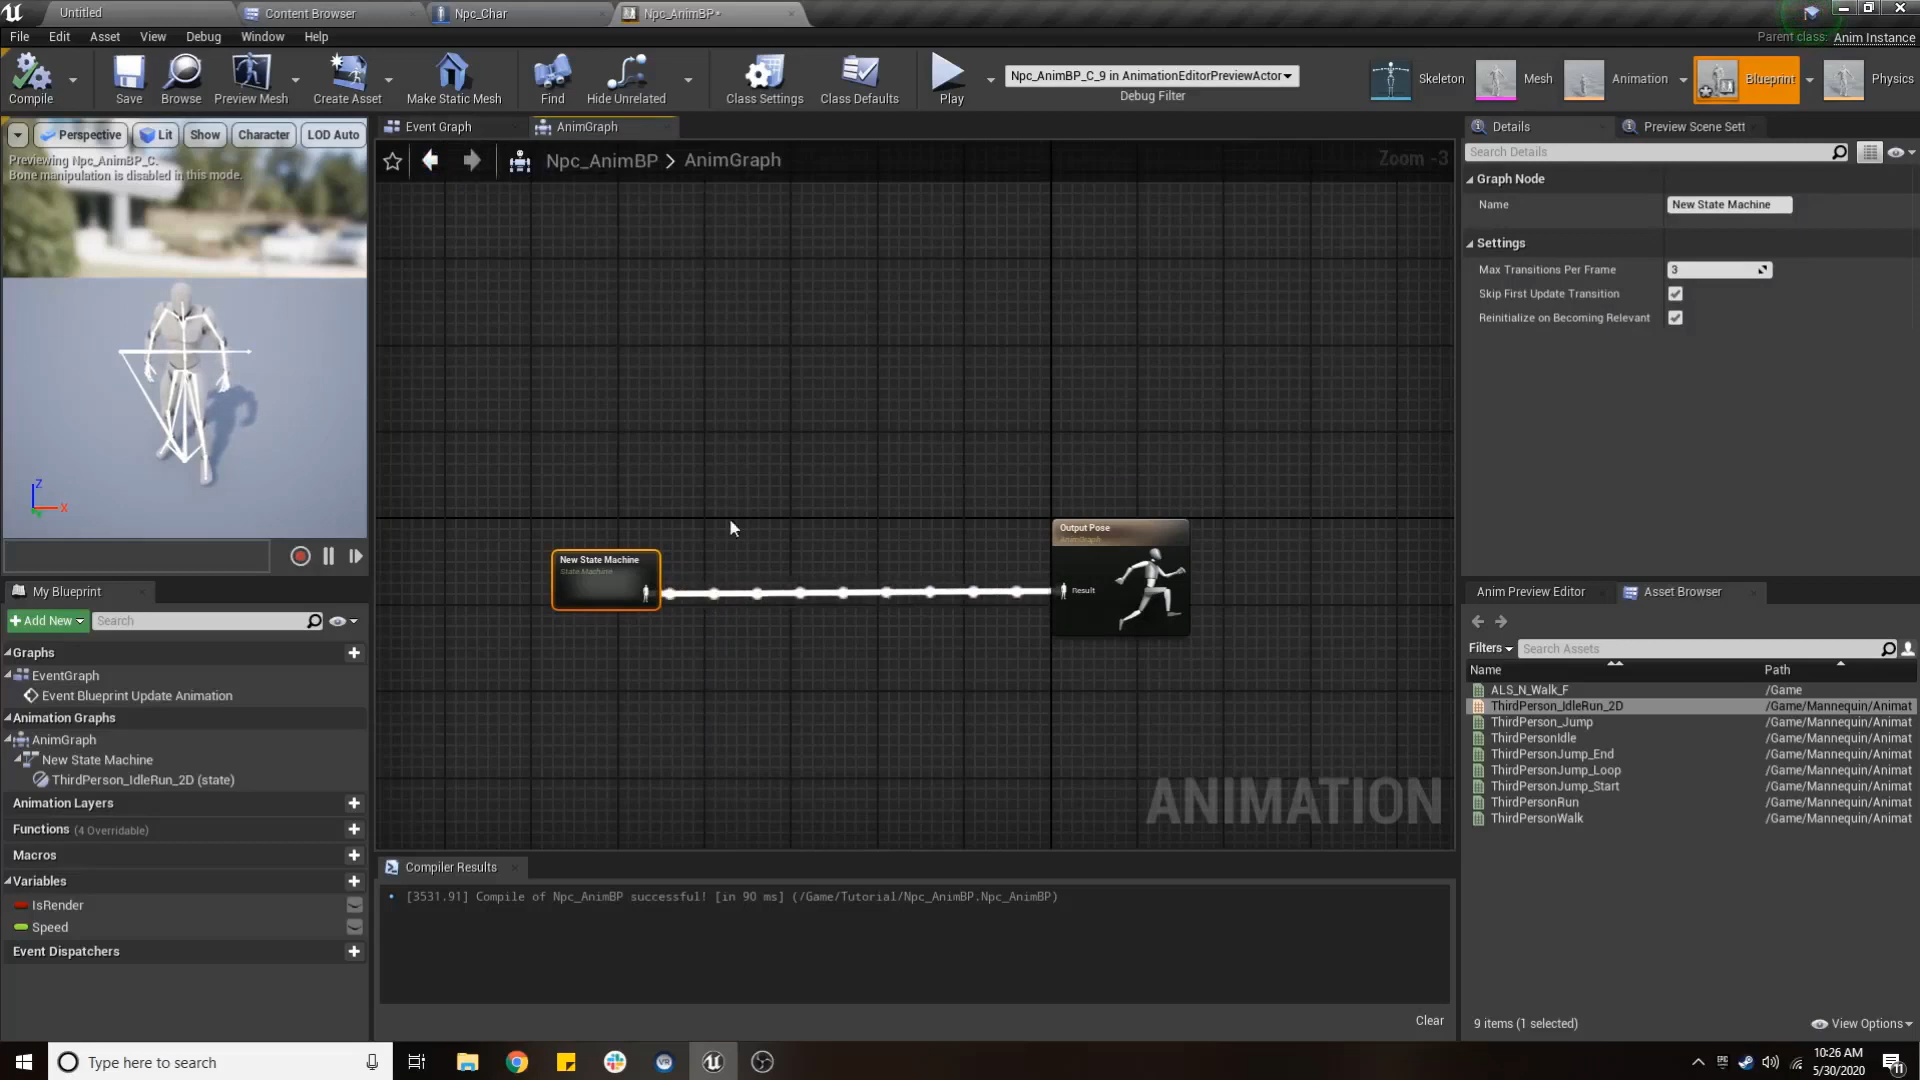 Untitled
Content Browser
Npc_Char
Npc_AnimBP*
File Edit Asset View Debug Window Help
Parent class: Anim Instance
Compile
Save
Browse
Preview Mesh
Create Asset
Make Static Mesh
Find
Hide Unrelated
Class Settings
Class Defaults
Play
Npc_AnimBP_C_9 in AnimationEditorPreviewActor
Debug Filter
Skeleton
Mesh
Animation
Blueprint
Physics
Perspective
Lit
Show
Character
LOD Auto
Previewing Npc_AnimBP_C.
Bone manipulation is disabled in this mode.
Z
X
Event Graph
AnimGraph
Npc_AnimBP > AnimGraph
Zoom -3
New State Machine
State Machine
Output Pose
AnimGraph
Result
ANIMATION
Details
Preview Scene Sett
Search Details
Graph Node
Name
New State Machine
Settings
Max Transitions Per Frame
3
Skip First Update Transition
Reinitialize on Becoming Relevant
My Blueprint
Add New
Search
Graphs
EventGraph
Event Blueprint Update Animation
Animation Graphs
AnimGraph
New State Machine
ThirdPerson_IdleRun_2D (state)
Animation Layers
Functions (4 Overridable)
Macros
Variables
IsRender
Speed
Event Dispatchers
Compiler Results
[3531.91] Compile of Npc_AnimBP successful! [in 90 ms] (/Game/Tutorial/Npc_AnimBP.Npc_AnimBP)
Clear
Anim Preview Editor
Asset Browser
Filters
Search Assets
Name
Path
ALS_N_Walk_F /Game
ThirdPerson_IdleRun_2D /Game/Mannequin/Animat
ThirdPerson_Jump /Game/Mannequin/Animat
ThirdPersonIdle /Game/Mannequin/Animat
ThirdPersonJump_End /Game/Mannequin/Animat
ThirdPersonJump_Loop /Game/Mannequin/Animat
ThirdPersonJump_Start /Game/Mannequin/Animat
ThirdPersonRun /Game/Mannequin/Animat
ThirdPersonWalk /Game/Mannequin/Animat
9 items (1 selected)
View Options
Type here to search
10:26 AM
5/30/2020